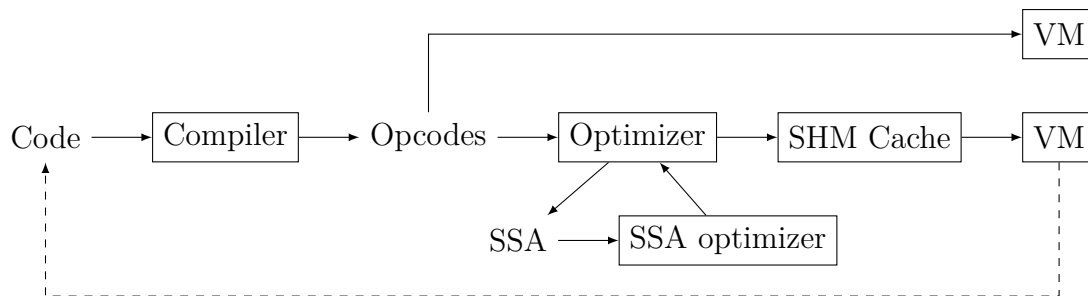 VM
Code
Compiler
Opcodes
Optimizer
SHM Cache
VM
SSA
SSA optimizer